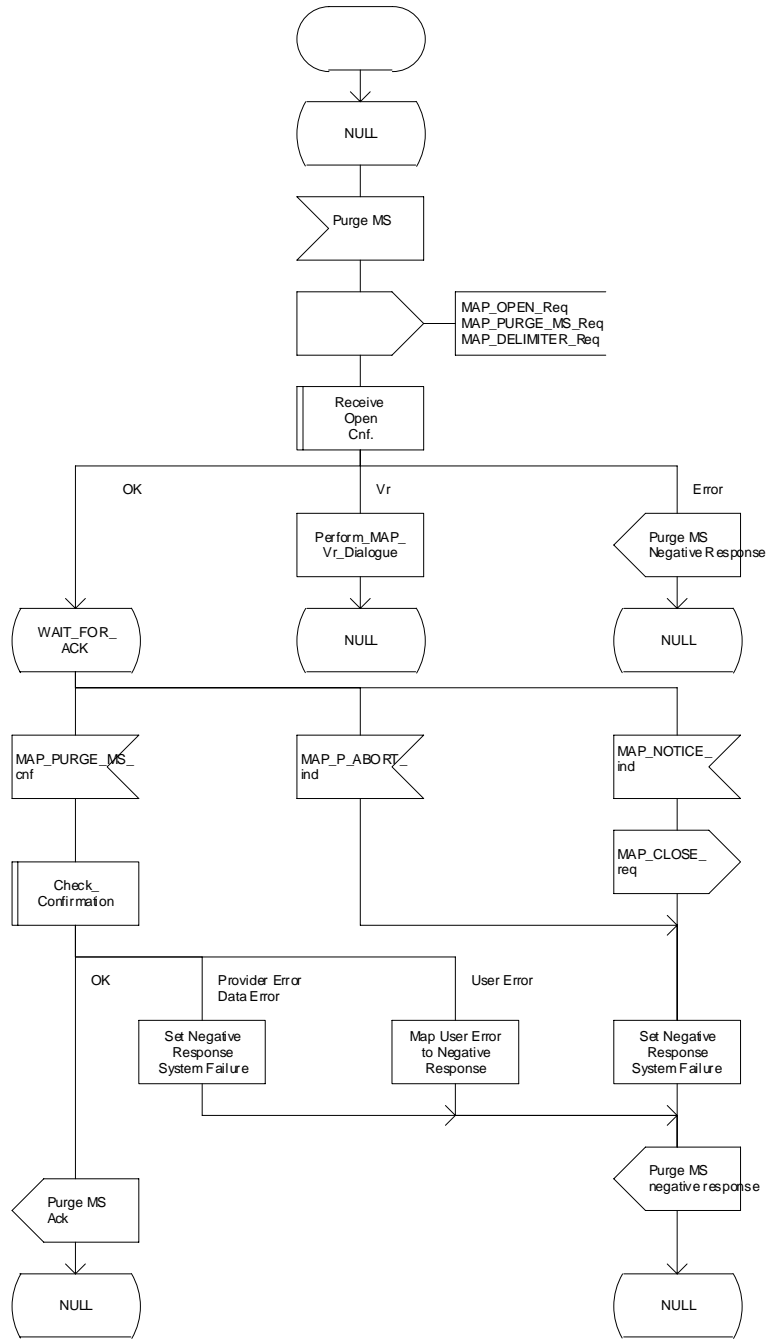 NULL
Purge MS
MAP_OPEN_Req
MAP_PURGE_MS_Req
MAP_DELIMITER_Req
Receive
Open
Cnf.
OK
Vr
Error
Perform_MAP_
Vr_Dialogue
Purge MS
Negative Response
WAIT_FOR_
ACK
NULL
NULL
MAP_PURGE_MS_
cnf
MAP_P_ABORT_
ind
MAP_NOTICE_
ind
MAP_CLOSE_
req
Check_
Confirmation
OK
Provider Error
Data Error
User Error
Set Negative
Response
System Failure
Map User Error
to Negative
Response
Set Negative
Response
System Failure
Purge MS
Ack
Purge MS
negative response
NULL
NULL